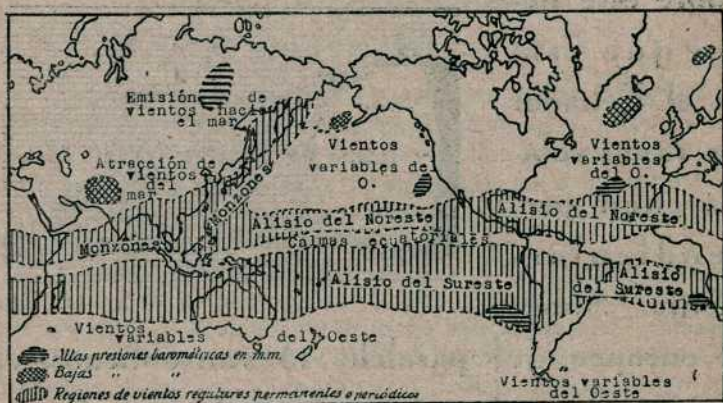 Emisión de
vientos hacia
el mar
Atracción de
vientos
del
mar
Monzones
Monzones
Vientos
variables del
O.
Vientos
variables
del O.
Alisio del Noreste
Alisio del Noreste
Calmas ecuatoriales
Alisio del Sureste
Alisio
del Sureste
Vientos
variables del Oeste
Altas presiones barométricas en m.m.
Bajas " "
Regiones de vientos regulares permanentes o periódicos
Vientos variables
del Oeste